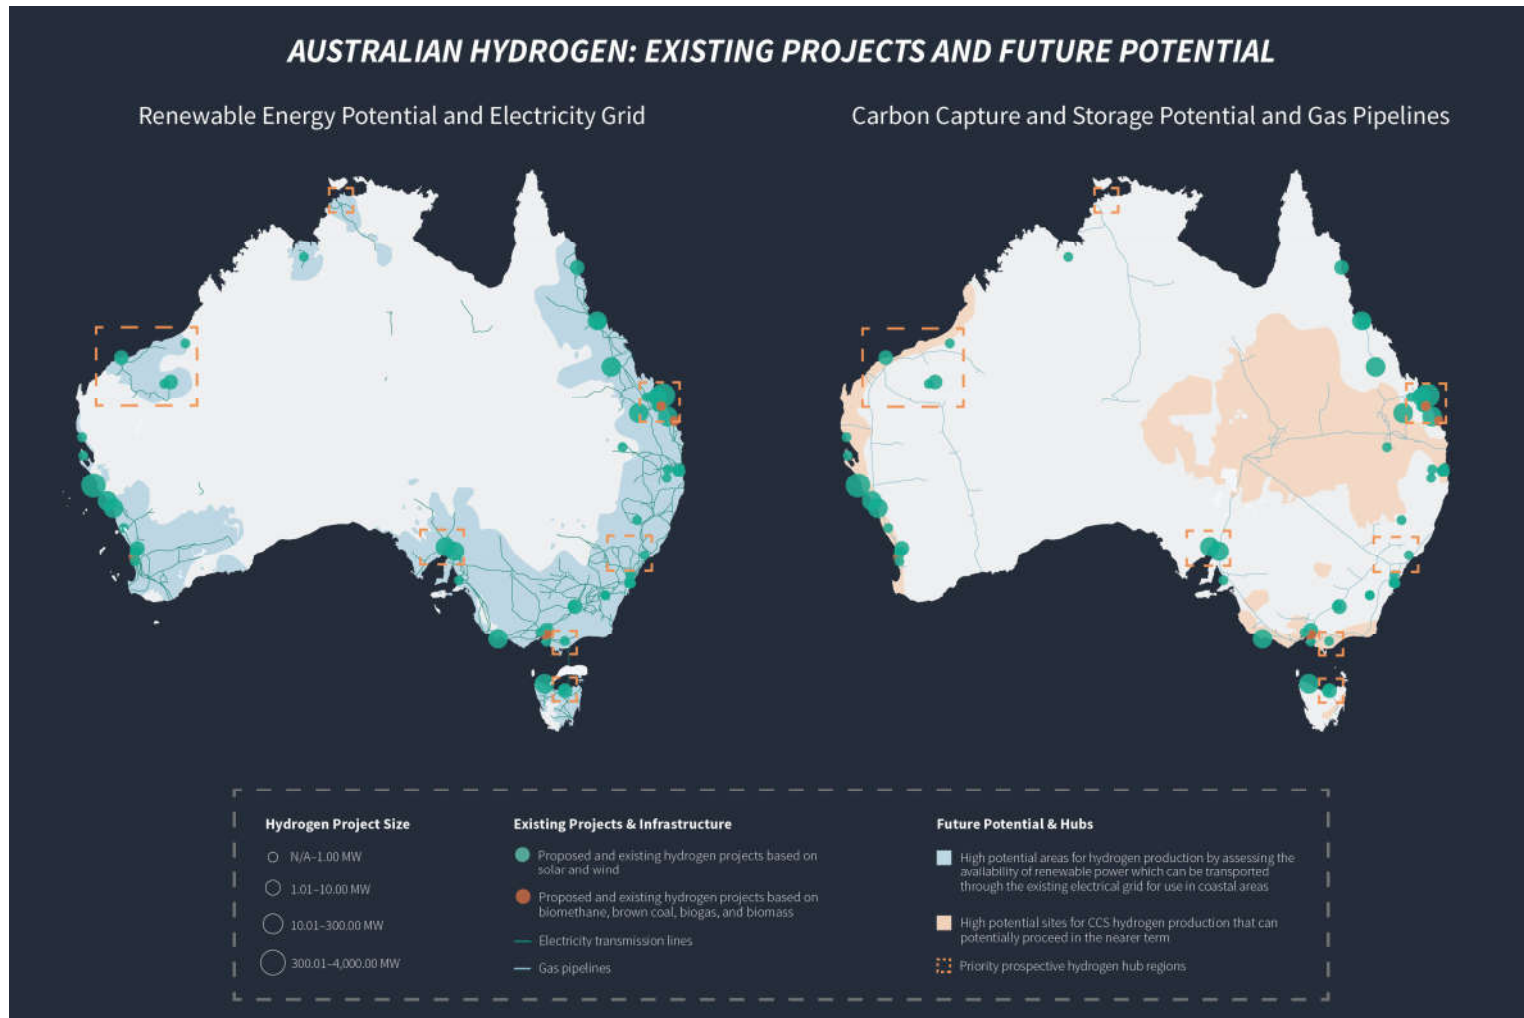 AUSTRALIAN HYDROGEN: EXISTING PROJECTS AND FUTURE POTENTIAL
Renewable Energy Potential and Electricity Grid
Carbon Capture and Storage Potential and Gas Pipelines
Hydrogen Project Size
N/A–1.00 MW
1.01–10.00 MW
10.01–300.00 MW
300.01–4,000.00 MW
Existing Projects & Infrastructure
Proposed and existing hydrogen projects based on
solar and wind
Proposed and existing hydrogen projects based on
biomethane, brown coal, biogas, and biomass
Electricity transmission lines
Gas pipelines
Future Potential & Hubs
High potential areas for hydrogen production by assessing the
availability of renewable power which can be transported
through the existing electrical grid for use in coastal areas
High potential sites for CCS hydrogen production that can
potentially proceed in the nearer term
Priority prospective hydrogen hub regions